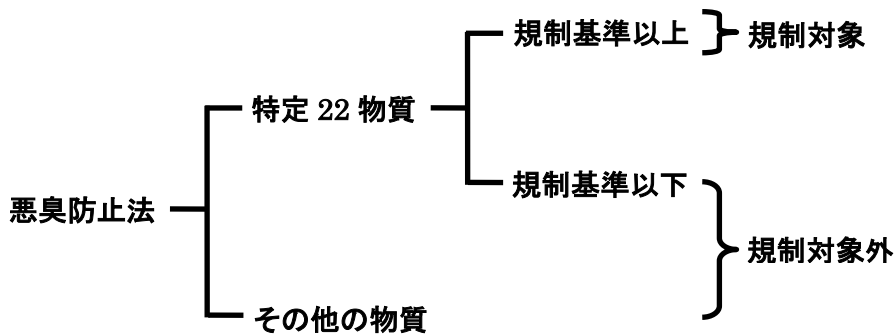 規制基準以上
規制対象
特定 22 物質
規制基準以下
悪臭防止法
規制対象外
その他の物質